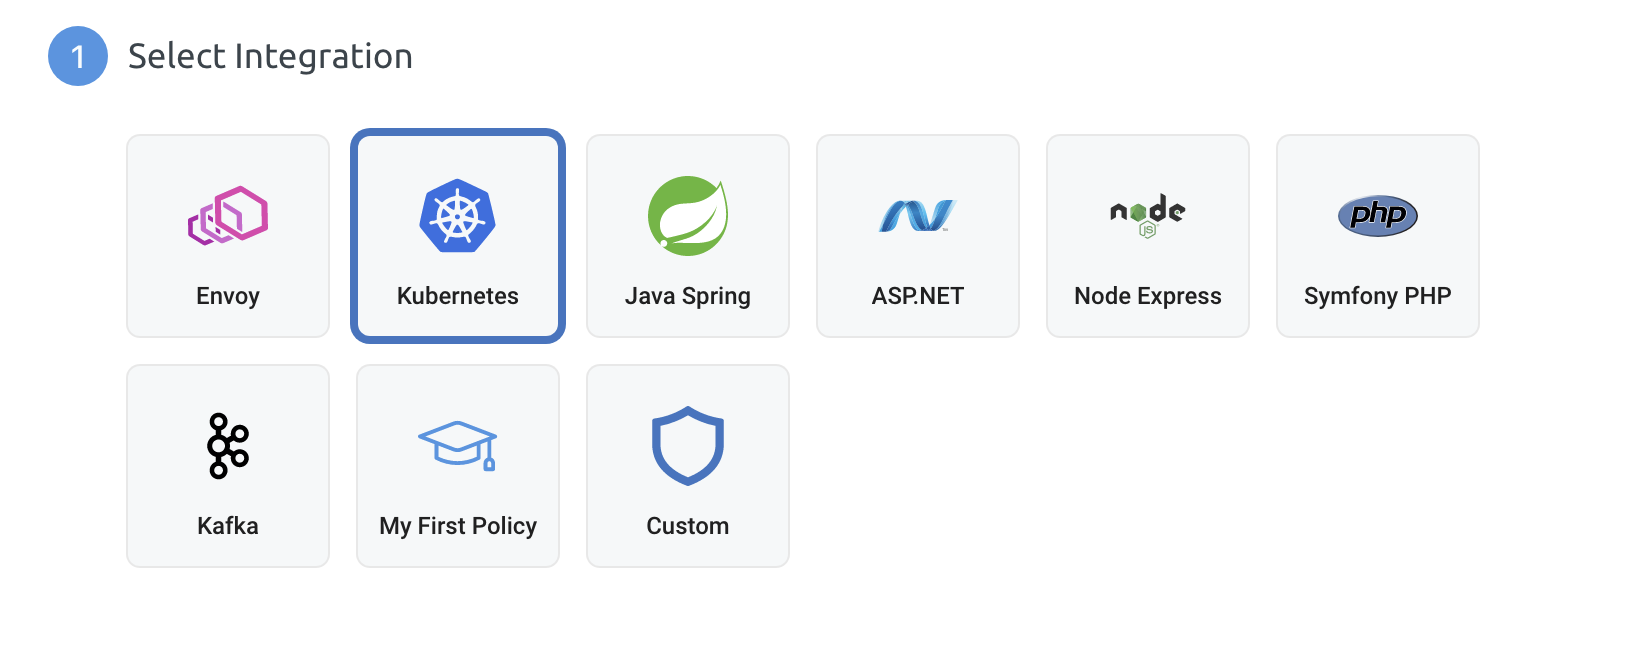 1 Select Integration
node
JS
php
Envoy
Kubernetes
Java Spring
ASP.NET
Node Express
Symfony PHP
Kafka
My First Policy
Custom